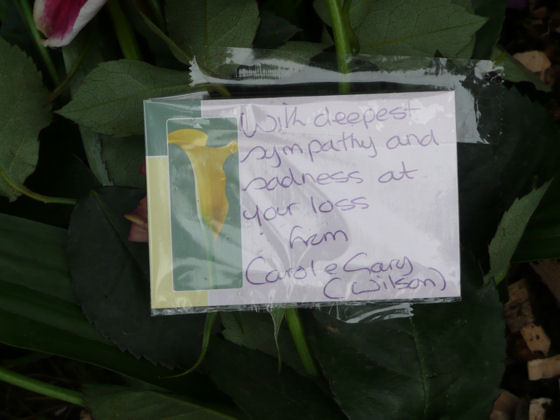 With deepest
sympathy and
sadness at
your loss
from
Carol & Gary
(Wilson)